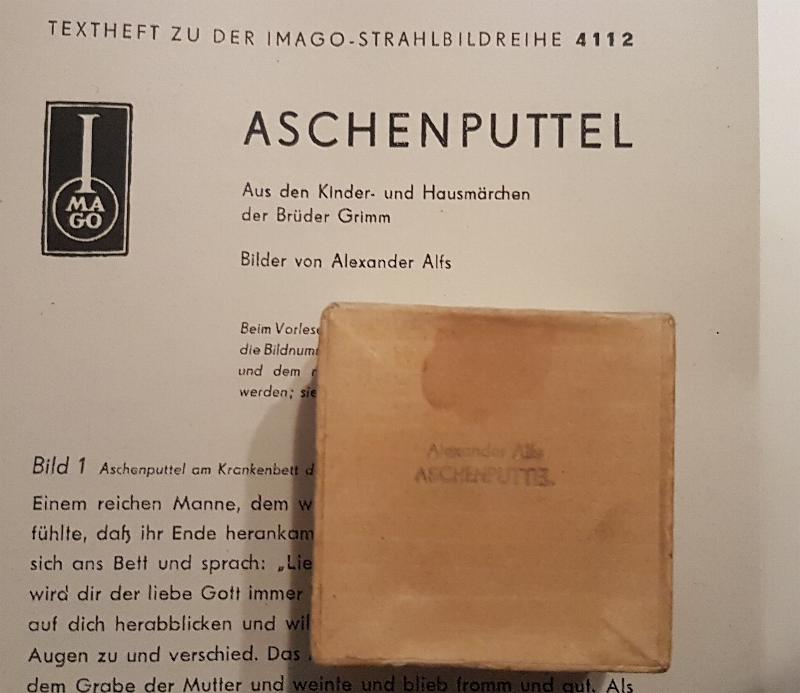 TEXTHEFT ZU DER IMAGO-STRAHLBILDREIHE 4112
I
MA
GO
ASCHENPUTTEL
Aus den Kinder- und Hausmärchen
der Brüder Grimm
Bilder von Alexander Alfs
Beim Vorlese
die Bildnum
und dem
werden; sie
Alexander Alfs
ASCHENPUTTEL
Bild 1 Aschenputtel am Krankenbett d
Einem reichen Manne, dem w
fühlte, daß ihr Ende herankam
sich ans Bett und sprach: „Lie
wird dir der liebe Gott immer
auf dich herabblicken und wil
Augen zu und verschied. Das
dem Grabe der Mutter und weinte und blieb fromm und gut. Als